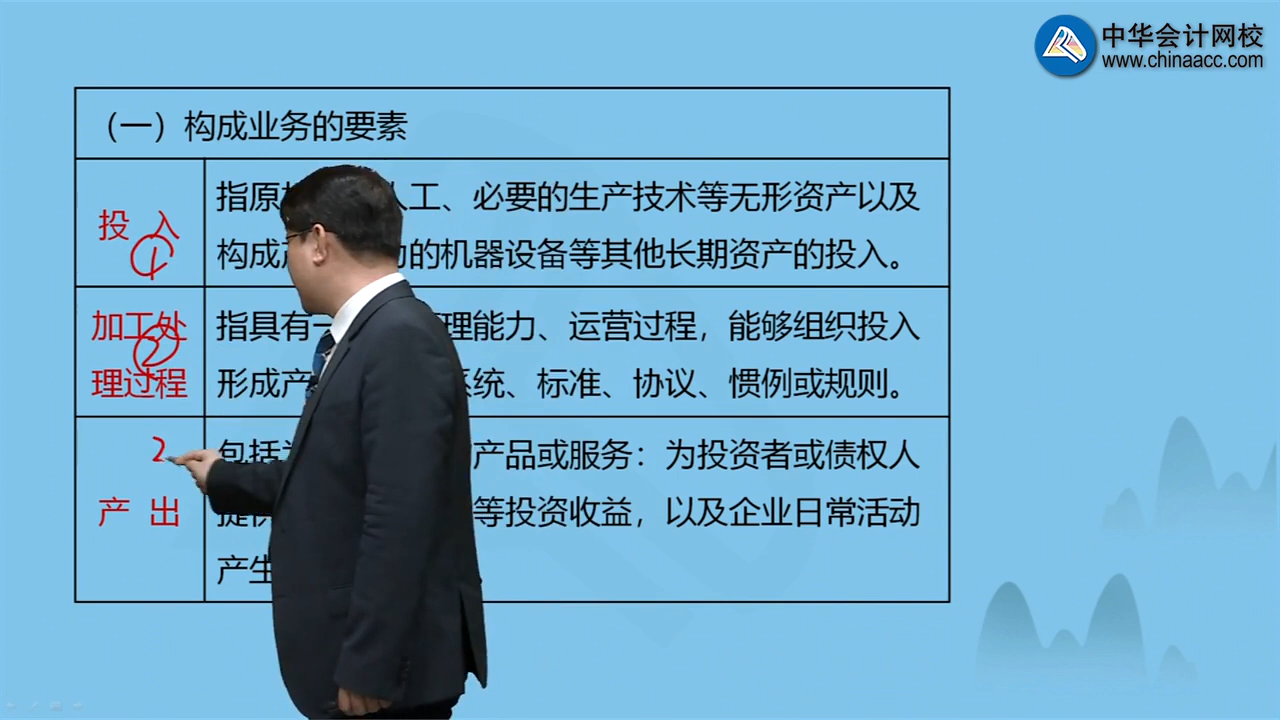 中华会计网校
www.chinaacc.com
（一）构成业务的要素
投 入
①
指原 人工、必要的生产技术等无形资产以及
构成 的机器设备等其他长期资产的投入。
加工处
②
理过程
指具有一 理能力、运营过程，能够组织投入
形成产 系统、标准、协议、惯例或规则。
2
产 出
包括 产品或服务：为投资者或债权人
提供 等投资收益，以及企业日常活动
产生